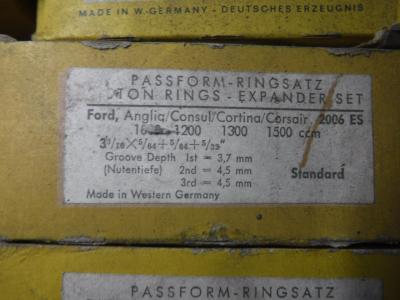 MADE IN W. GERMANY - DEUTSCHES ERZEUGNIS
PASSFORM-RINGSATZ
TON RINGS - EXPANDER SET
Ford, Anglia/Consul/Cortina/Corsair 2006 ES
1200 1300 1500 ccm
3³/16×5/64+5/64+5/32"
Groove Depth 1st = 3,7 mm
(Nutentiefe) 2nd = 4,5 mm
3rd = 4,5 mm
Standard
Made in Western Germany
PASSFORM-RINGSATZ